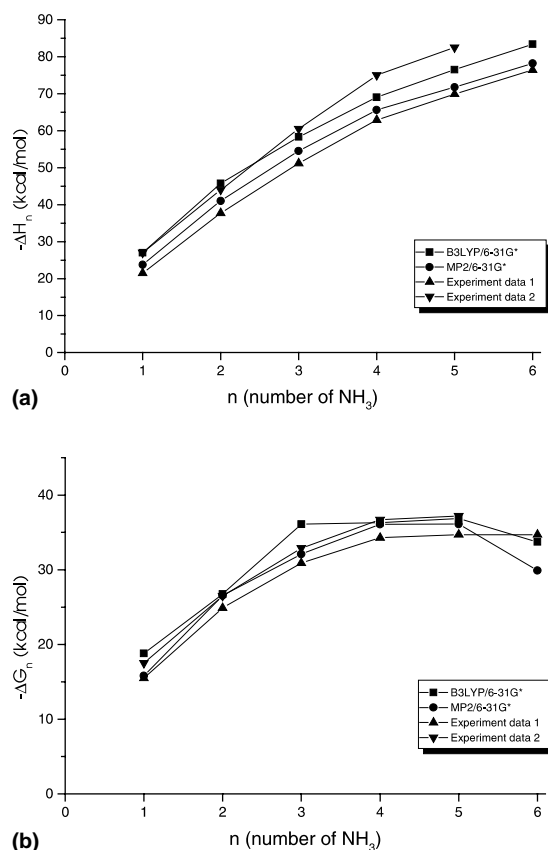 90
80
70
60
50
40
30
20
10
0
-ΔHₙ (kcal/mol)
B3LYP/6-31G*
MP2/6-31G*
Experiment data 1
Experiment data 2
0 1 2 3 4 5 6
n (number of NH₃)
(a)
40
30
20
10
0
-ΔGₙ (kcal/mol)
B3LYP/6-31G*
MP2/6-31G*
Experiment data 1
Experiment data 2
0 1 2 3 4 5 6
n (number of NH₃)
(b)